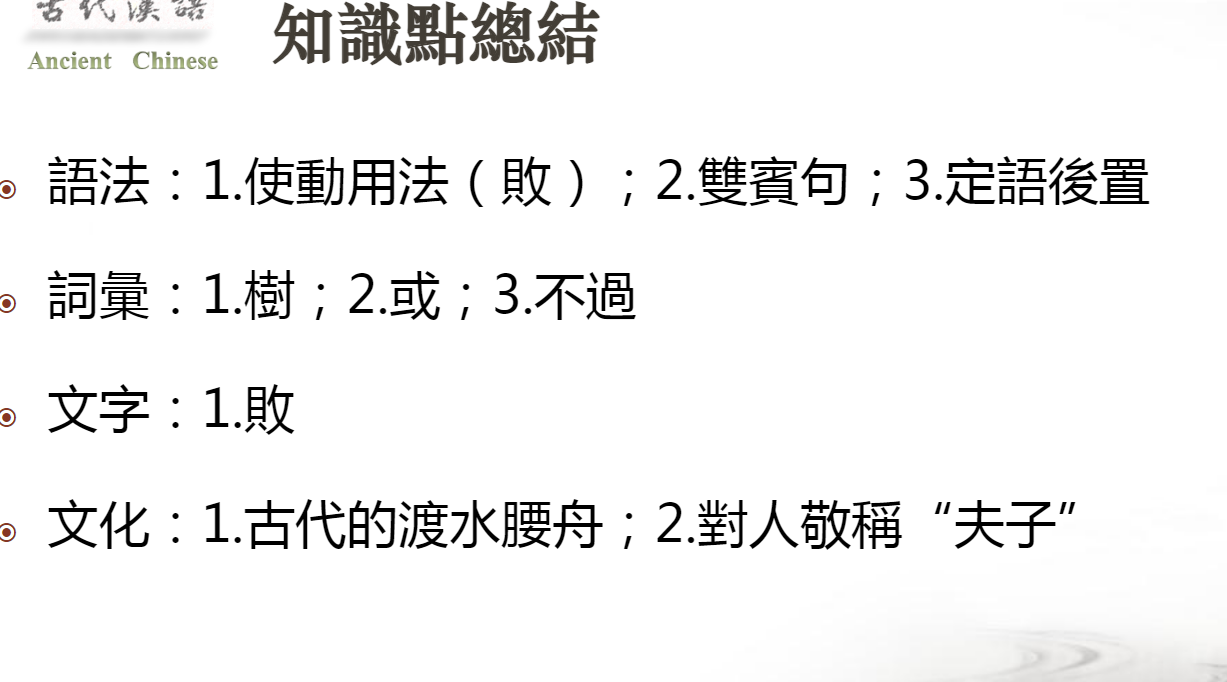 古代漢語
Ancient Chinese
知識點總結
語法：1.使動用法（敗）；2.雙賓句；3.定語後置
詞彙：1.樹；2.或；3.不過
文字：1.敗
文化：1.古代的渡水腰舟；2.對人敬稱“夫子”